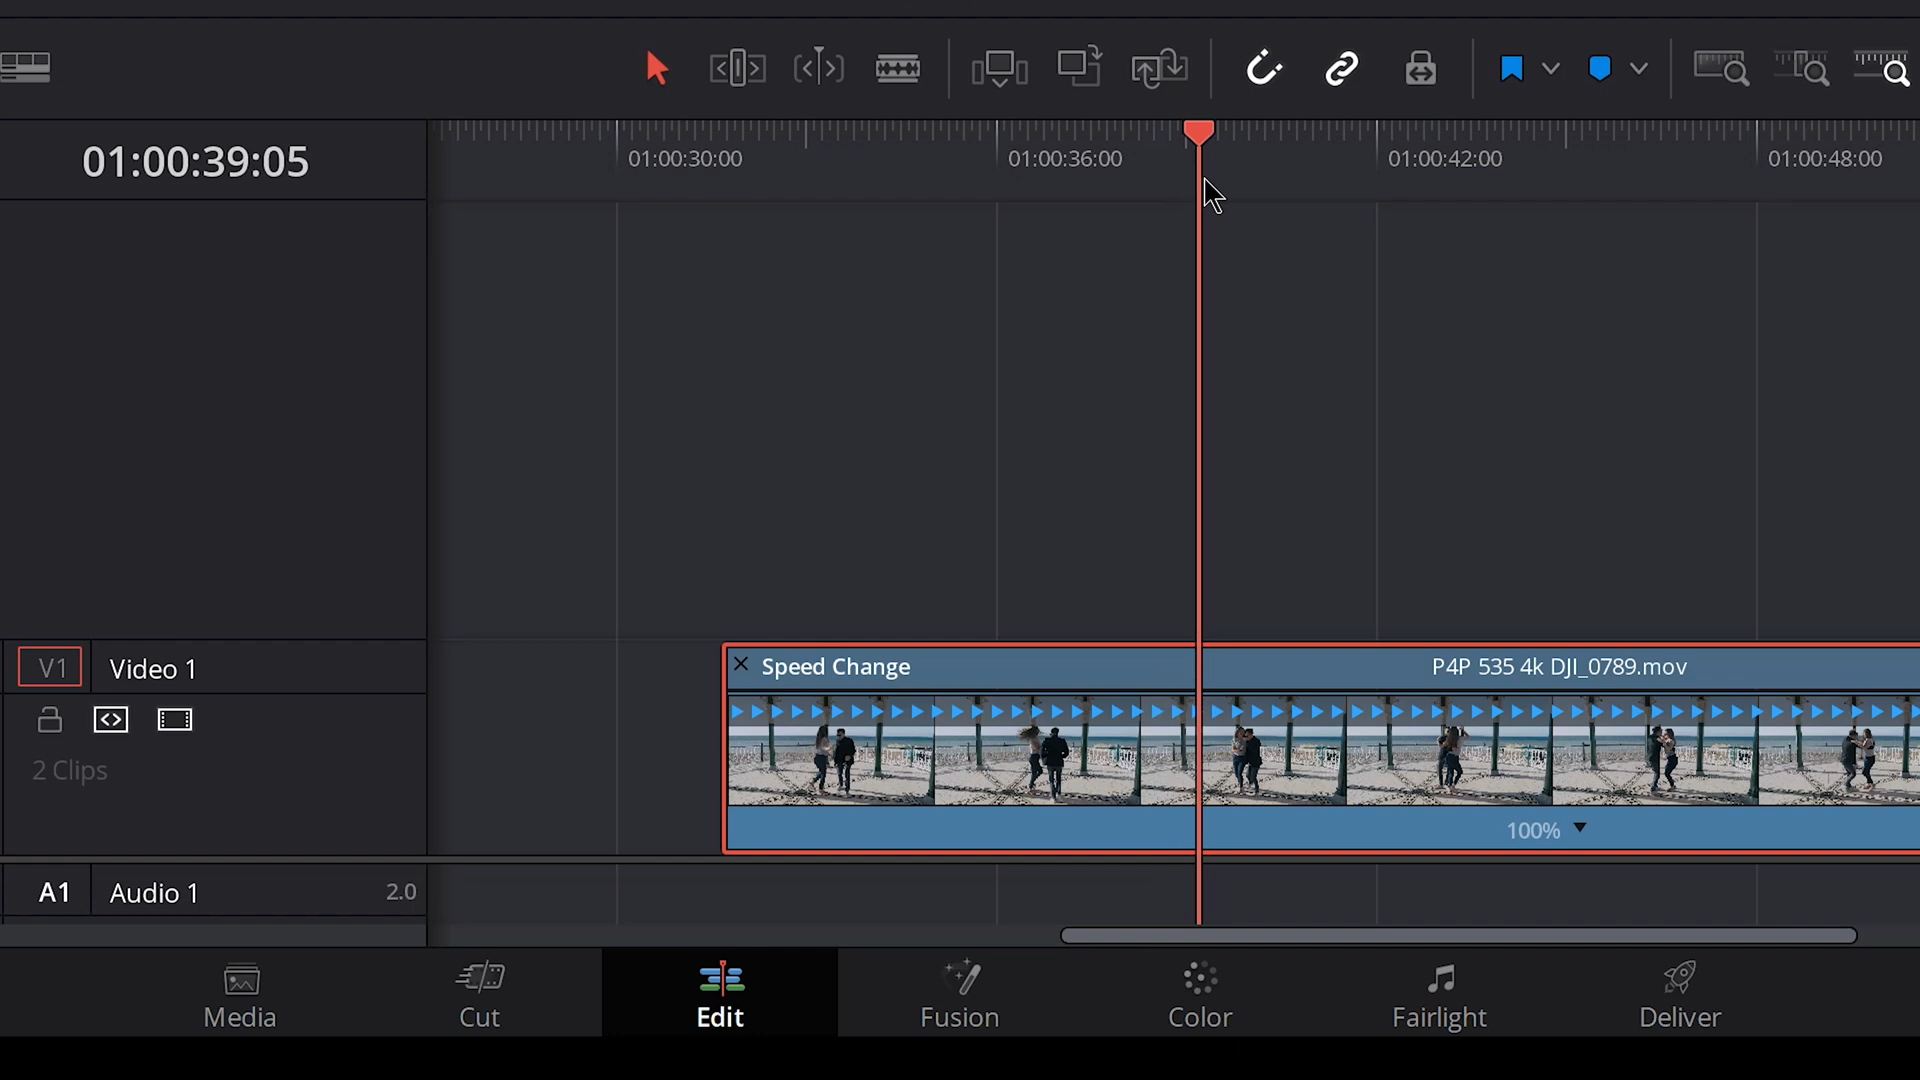 01:00:39:05
01:00:30:00
01:00:36:00
01:00:42:00
01:00:48:00
V1
Video 1
Speed Change
P4P 535 4k DJI_0789.mov
2 Clips
100%
A1
Audio 1
2.0
Media
Cut
Edit
Fusion
Color
Fairlight
Deliver